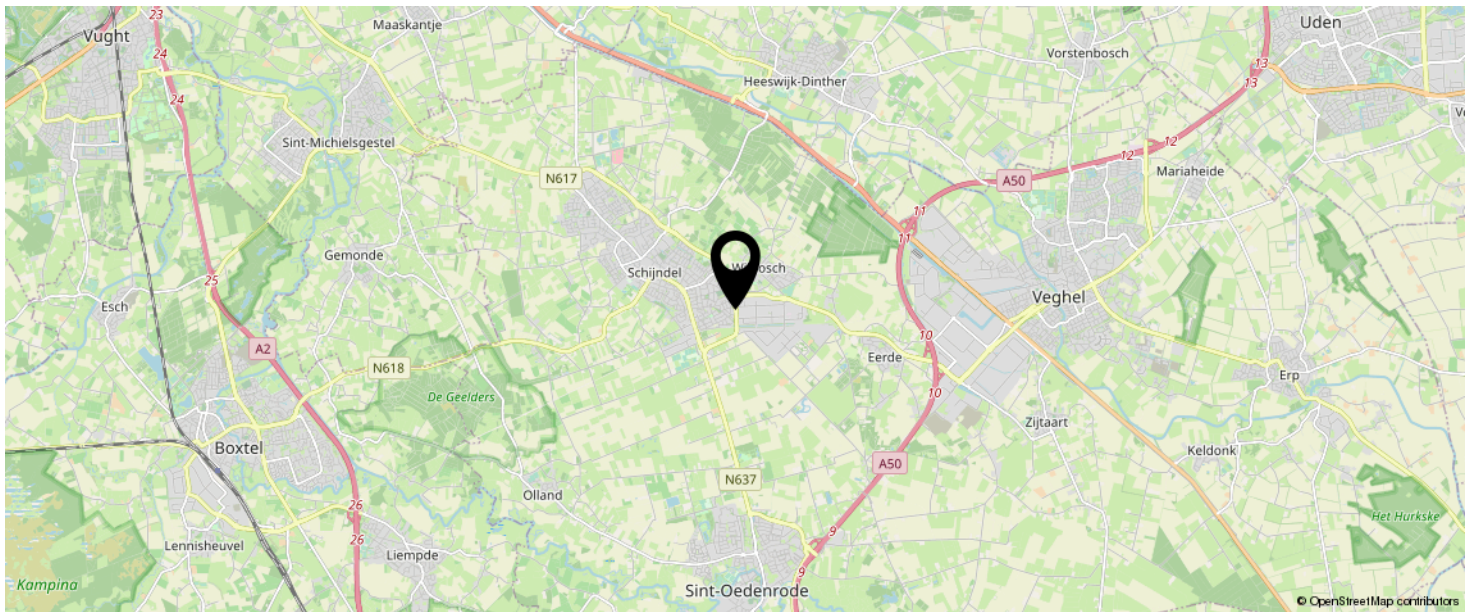 23
Vught
Maaskantje
Uden
24
Vorstenbosch
13
Heeswijk-Dinther
13
24
Sint-Michielsgestel
12
12
N617
A50
Mariaheide
11
11
Gemonde
Schijndel
25
Esch
Veghel
10
A2
Eerde
N618
Erp
De Geelders
10
Zijtaart
Boxtel
Keldonk
A50
N637
Olland
26
Het Hurkske
9
26
Lennisheuvel
Liempde
9
Kampina
Sint-Oedenrode
© OpenStreetMap contributors